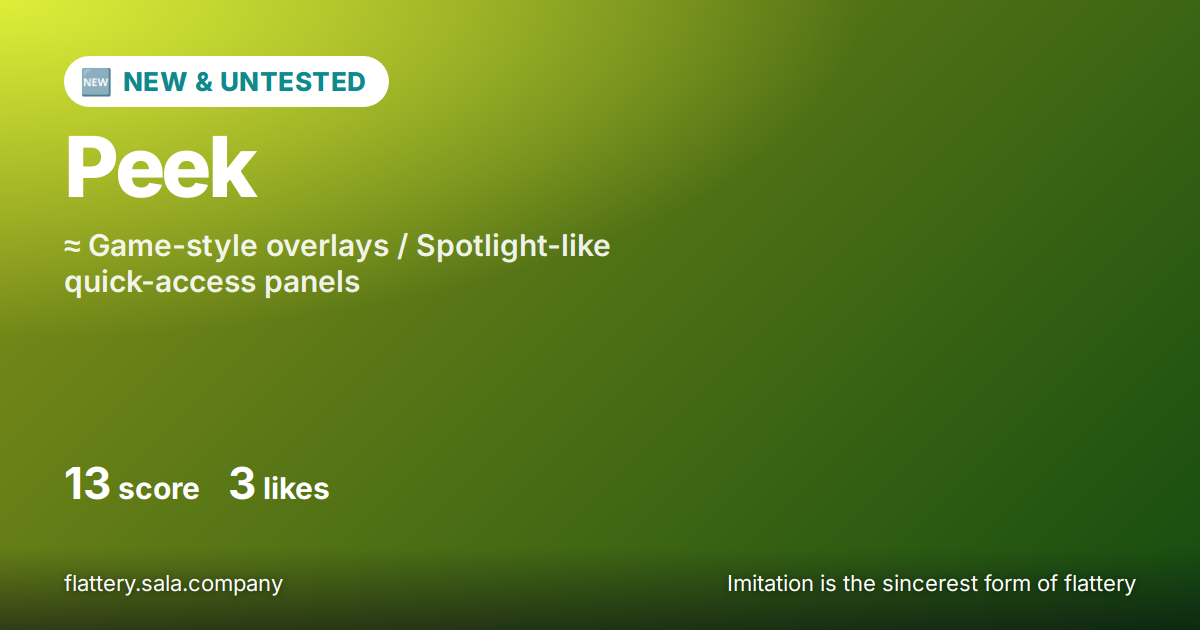 🆕 NEW & UNTESTED
Peek
≈ Game-style overlays / Spotlight-like
quick-access panels
13 score 3 likes
flattery.sala.company
Imitation is the sincerest form of flattery